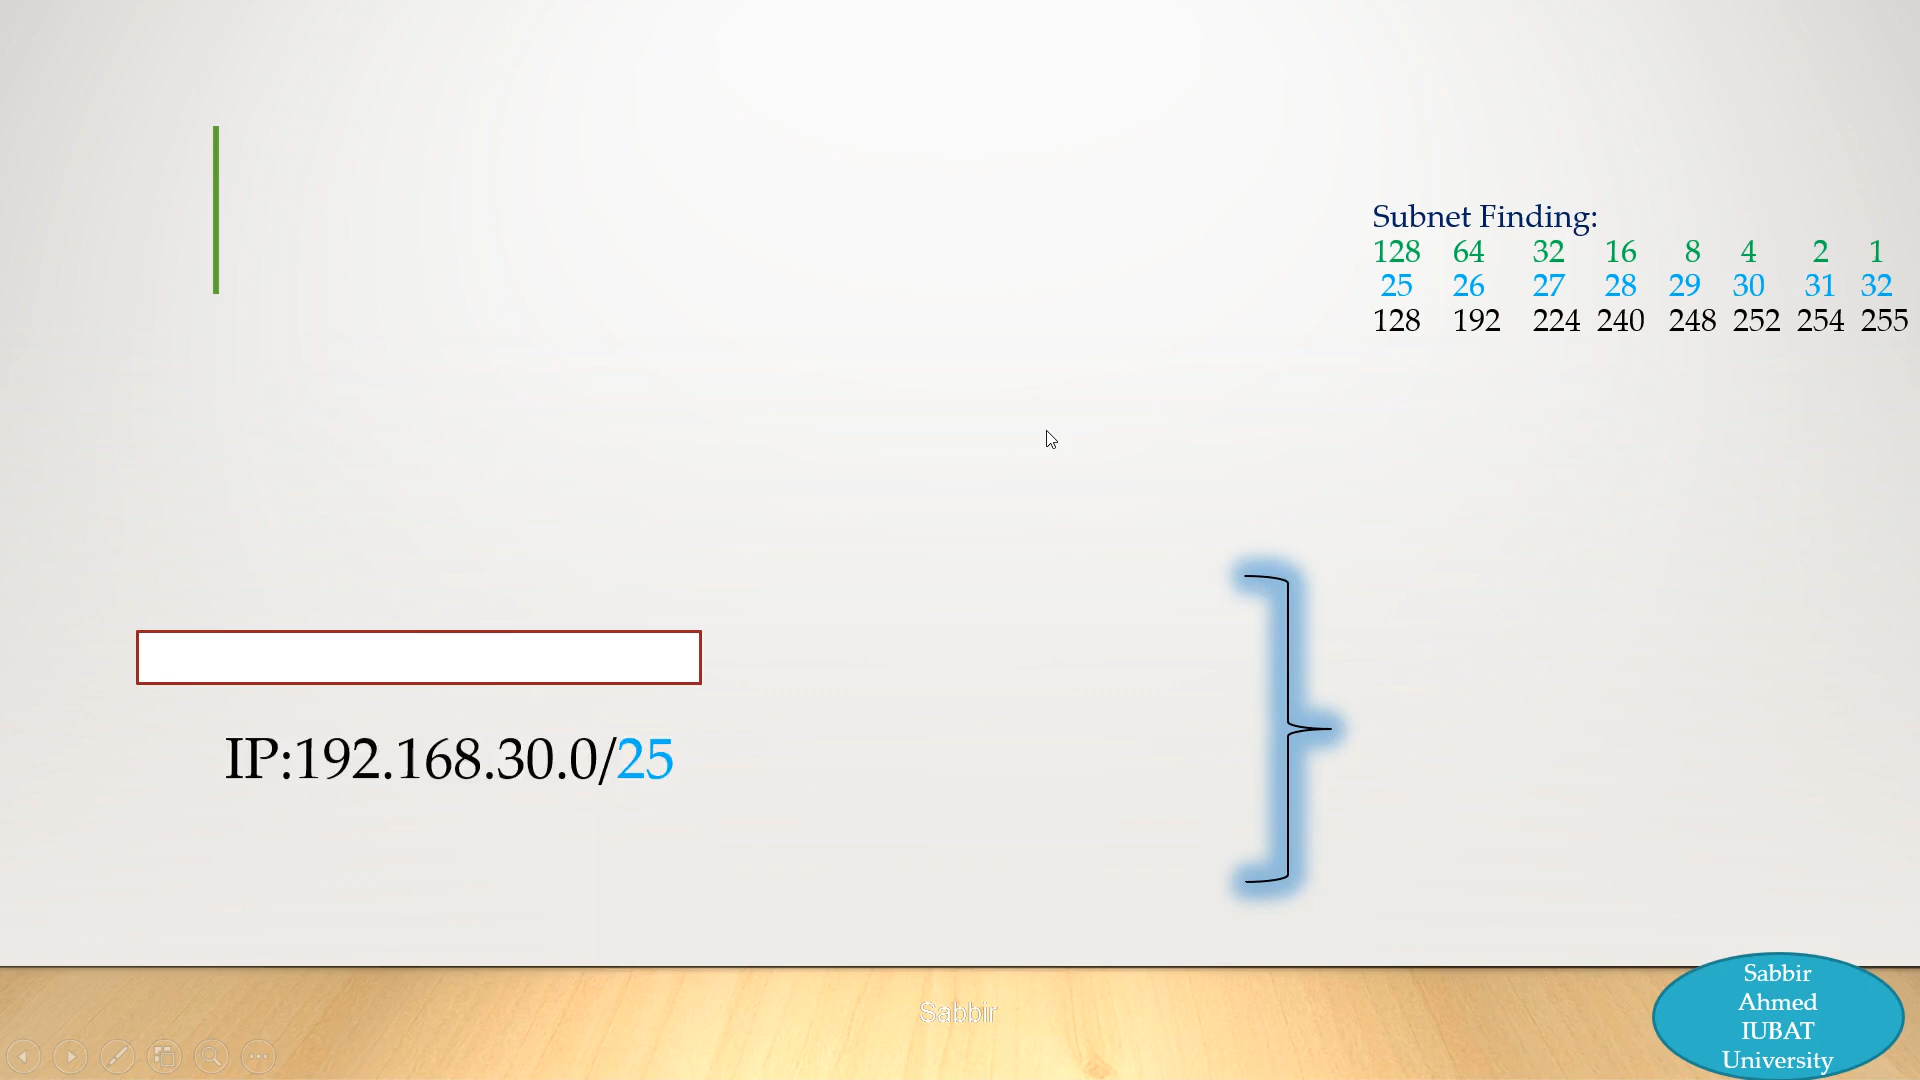 Subnet Finding:
128 64 32 16 8 4 2 1
25 26 27 28 29 30 31 32
128 192 224 240 248 252 254 255
IP:192.168.30.0/25
Sabbir
Sabbir
Ahmed
IUBAT
University